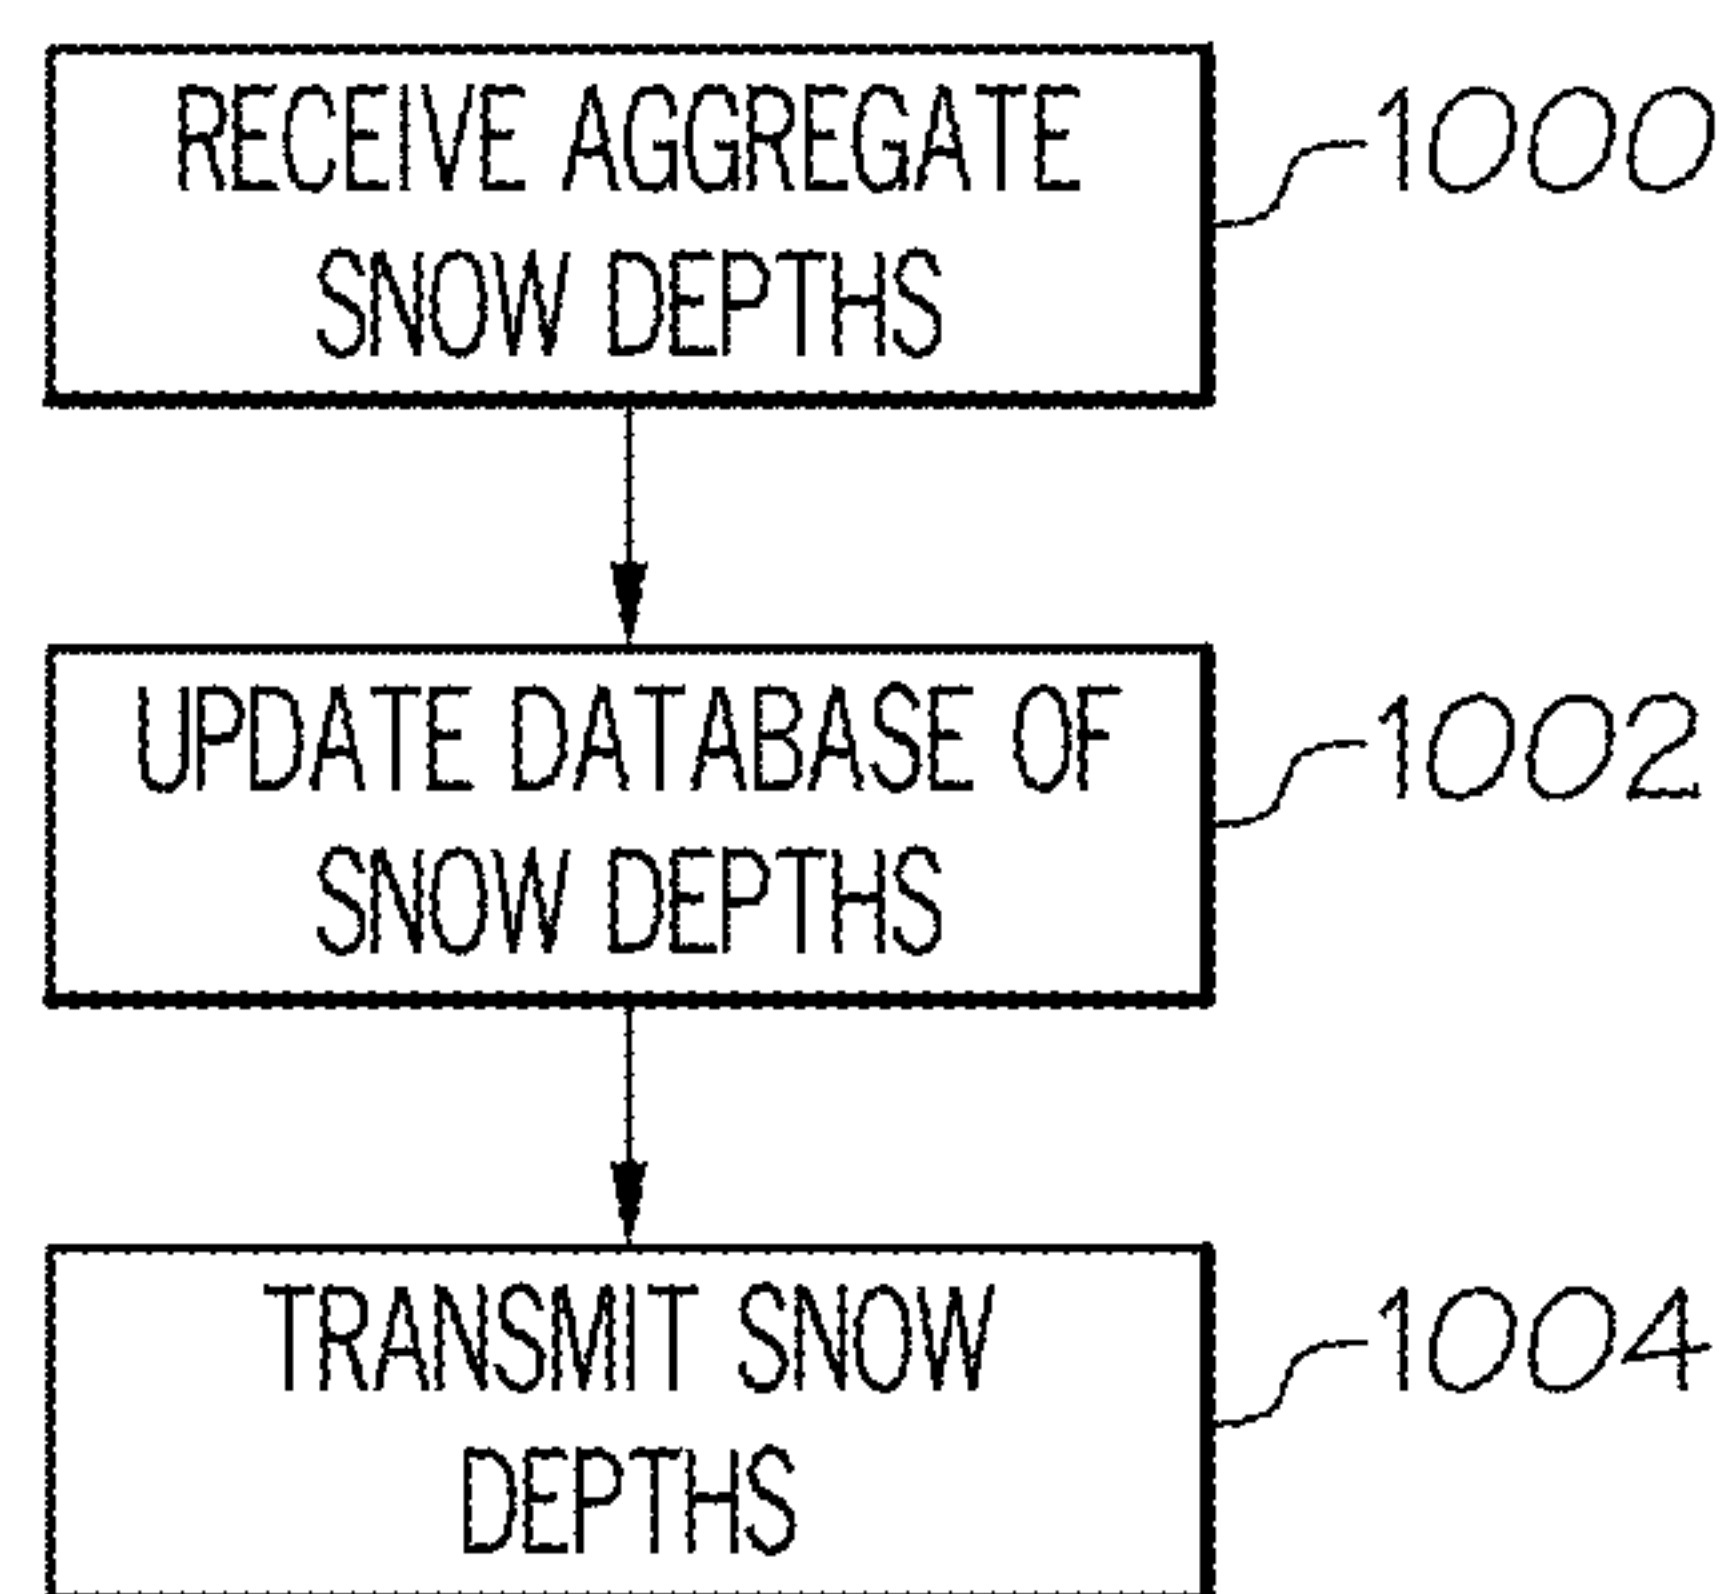 RECEIVE AGGREGATE
SNOW DEPTHS
1000
UPDATE DATABASE OF
SNOW DEPTHS
1002
TRANSMIT SNOW
DEPTHS
1004